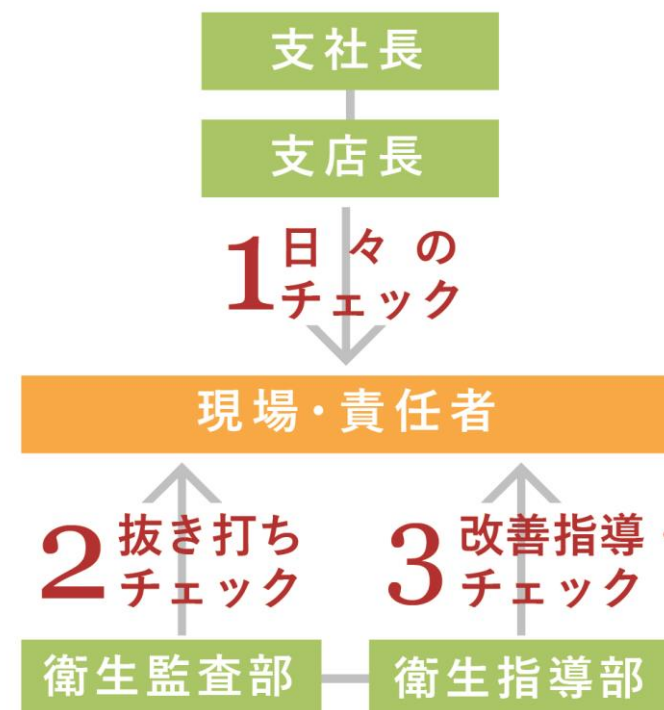 支社長
支店長
1 日々の
チェック
現場・責任者
2 抜き打ち
チェック
3 改善指導・
チェック
衛生監査部
衛生指導部